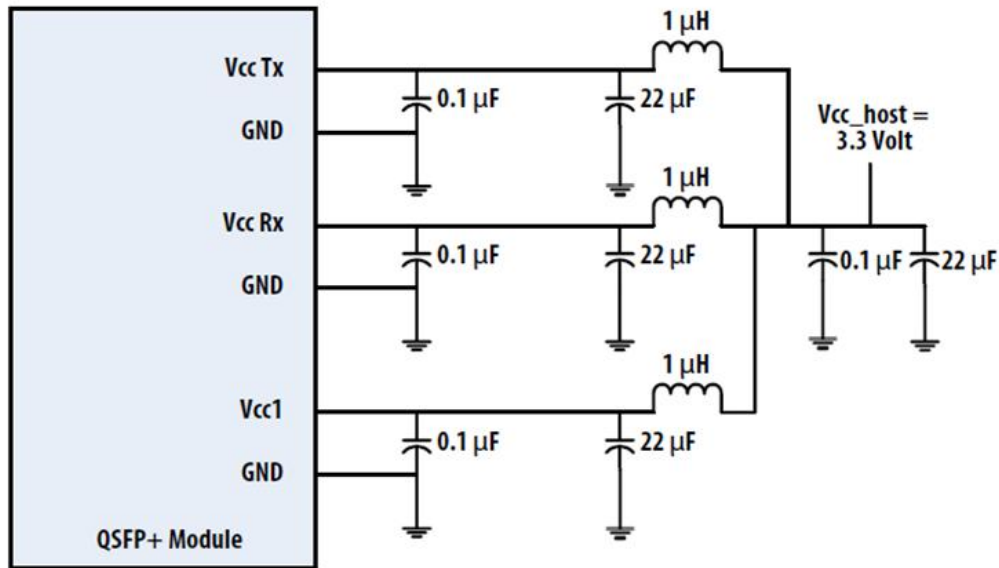 1 µH
Vcc Tx
0.1 µF
22 µF
GND
Vcc_host =
3.3 Volt
1 µH
Vcc Rx
0.1 µF
22 µF
0.1 µF
22 µF
GND
1 µH
Vcc1
0.1 µF
22 µF
GND
QSFP+ Module